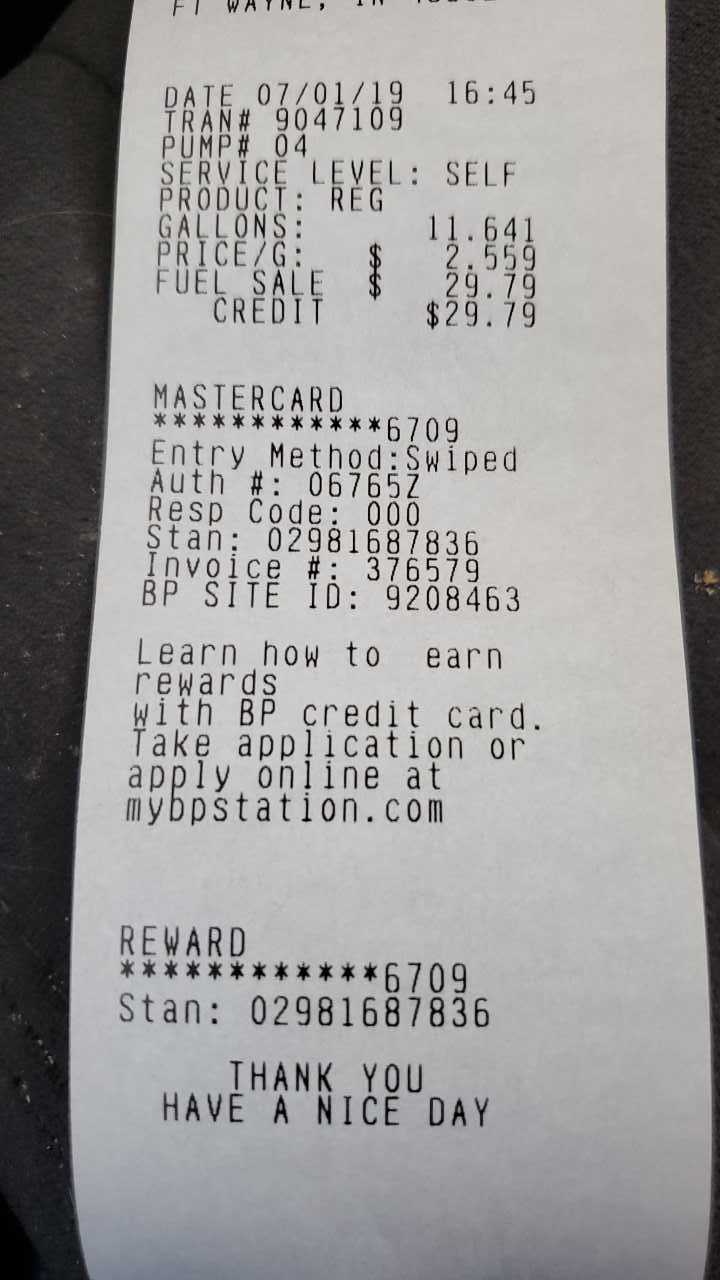 FT WAYNE, IN
DATE 07/01/19 16:45
TRAN# 9047109
PUMP# 04
SERVICE LEVEL: SELF
PRODUCT: REG
GALLONS: 11.641
PRICE/G: $ 2.559
FUEL SALE $ 29.79
CREDIT $29.79
MASTERCARD
************6709
Entry Method:Swiped
Auth #: 06765Z
Resp Code: 000
Stan: 02981687836
Invoice #: 376579
BP SITE ID: 9208463
Learn how to earn
rewards
with BP credit card.
Take application or
apply online at
mybpstation.com
REWARD
************6709
Stan: 02981687836
THANK YOU
HAVE A NICE DAY